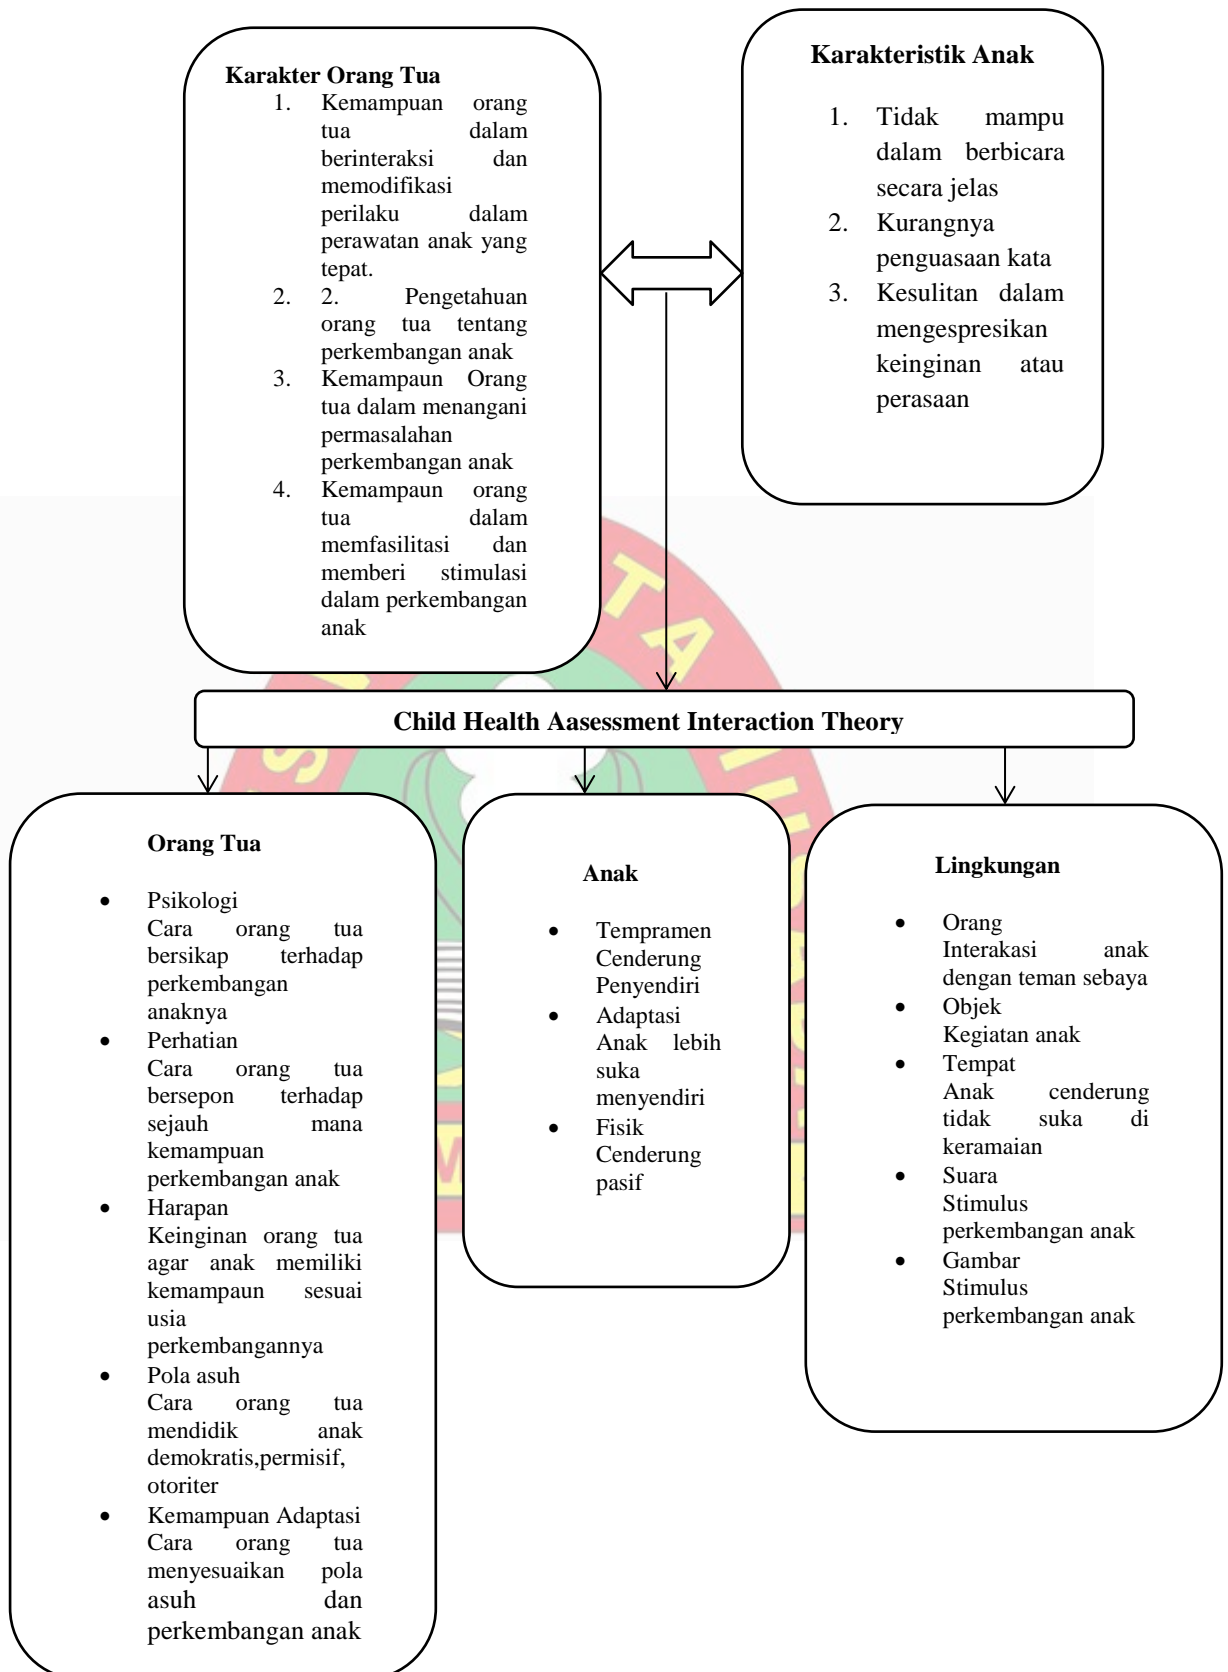 Karakter Orang Tua
1. Kemampuan orang
tua dalam
berinteraksi dan
memodifikasi
perilaku dalam
perawatan anak yang
tepat.
2. 2. Pengetahuan
orang tua tentang
perkembangan anak
3. Kemampaun Orang
tua dalam menangani
permasalahan
perkembangan anak
4. Kemampaun orang
tua dalam
memfasilitasi dan
memberi stimulasi
dalam perkembangan
anak
Karakteristik Anak
1. Tidak mampu
dalam berbicara
secara jelas
2. Kurangnya
penguasaan kata
3. Kesulitan dalam
mengespresikan
keinginan atau
perasaan
Child Health Aasessment Interaction Theory
Orang Tua
• Psikologi
Cara orang tua
bersikap terhadap
perkembangan
anaknya
• Perhatian
Cara orang tua
bersepon terhadap
sejauh mana
kemampuan
perkembangan anak
• Harapan
Keinginan orang tua
agar anak memiliki
kemampaun sesuai
usia
perkembangannya
• Pola asuh
Cara orang tua
mendidik anak
demokratis,permisif,
otoriter
• Kemampuan Adaptasi
Cara orang tua
menyesuaikan pola
asuh dan
perkembangan anak
Anak
• Tempramen
Cenderung
Penyendiri
• Adaptasi
Anak lebih
suka
menyendiri
• Fisik
Cenderung
pasif
Lingkungan
• Orang
Interakasi anak
dengan teman sebaya
• Objek
Kegiatan anak
• Tempat
Anak cenderung
tidak suka di
keramaian
• Suara
Stimulus
perkembangan anak
• Gambar
Stimulus
perkembangan anak